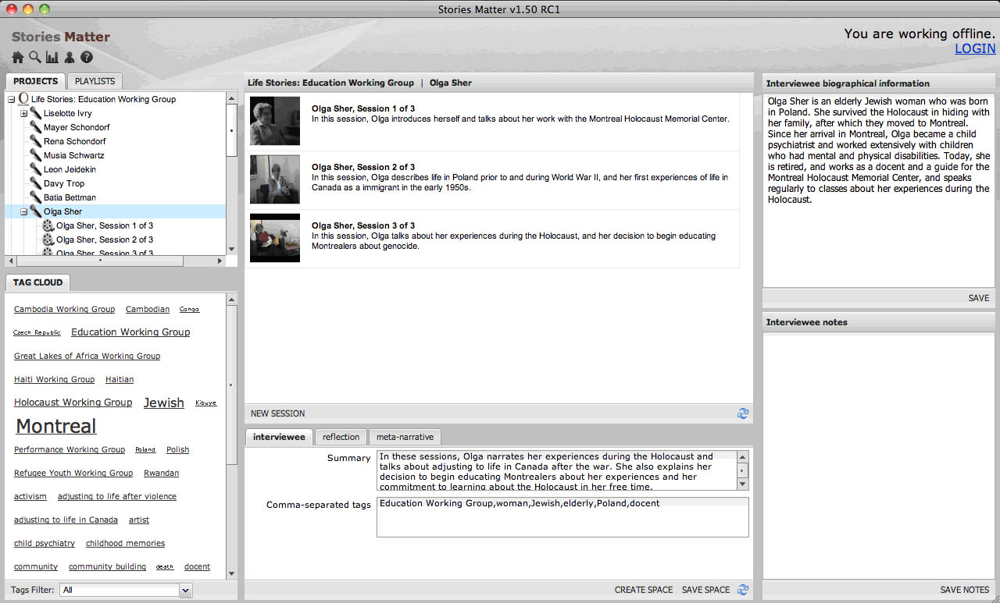 Stories Matter v1.50 RC1
Stories Matter
You are working offline.
LOGIN
PROJECTS
PLAYLISTS
Life Stories: Education Working Group
Liselotte Ivry
Mayer Schondorf
Rena Schondorf
Musia Schwartz
Leon Jeidekin
Davy Trop
Batia Bettman
Olga Sher
Olga Sher, Session 1 of 3
Olga Sher, Session 2 of 3
Olga Sher, Session 3 of 3
TAG CLOUD
Cambodia Working Group Cambodian Congo
Czech Republic Education Working Group
Great Lakes of Africa Working Group
Haiti Working Group Haitian
Holocaust Working Group Jewish Kibuye
Montreal
Performance Working Group Poland Polish
Refugee Youth Working Group Rwandan
activism adjusting to life after violence
adjusting to life in Canada artist
child psychiatry childhood memories
community community building death docent
Tags Filter: All
Life Stories: Education Working Group | Olga Sher
Olga Sher, Session 1 of 3
In this session, Olga introduces herself and talks about her work with the Montreal Holocaust Memorial Center.
Olga Sher, Session 2 of 3
In this session, Olga describes life in Poland prior to and during World War II, and her first experiences of life in
Canada as a immigrant in the early 1950s.
Olga Sher, Session 3 of 3
In this session, Olga talks about her experiences during the Holocaust, and her decision to begin educating
Montrealers about genocide.
NEW SESSION
interviewee
reflection
meta-narrative
Summary
In these sessions, Olga narrates her experiences during the Holocaust and
talks about adjusting to life in Canada after the war. She also explains her
decision to begin educating Montrealers about her experiences and her
commitment to learning about the Holocaust in her free time.
Comma-separated tags
Education Working Group,woman,Jewish,elderly,Poland,docent
CREATE SPACE SAVE SPACE
Interviewee biographical information
Olga Sher is an elderly Jewish woman who was born
in Poland. She survived the Holocaust in hiding with
her family, after which they moved to Montreal.
Since her arrival in Montreal, Olga became a child
psychiatrist and worked extensively with children
who had mental and physical disabilities. Today, she
is retired, and works as a docent and a guide for the
Montreal Holocaust Memorial Center, and speaks
regularly to classes about her experiences during the
Holocaust.
SAVE
Interviewee notes
SAVE NOTES